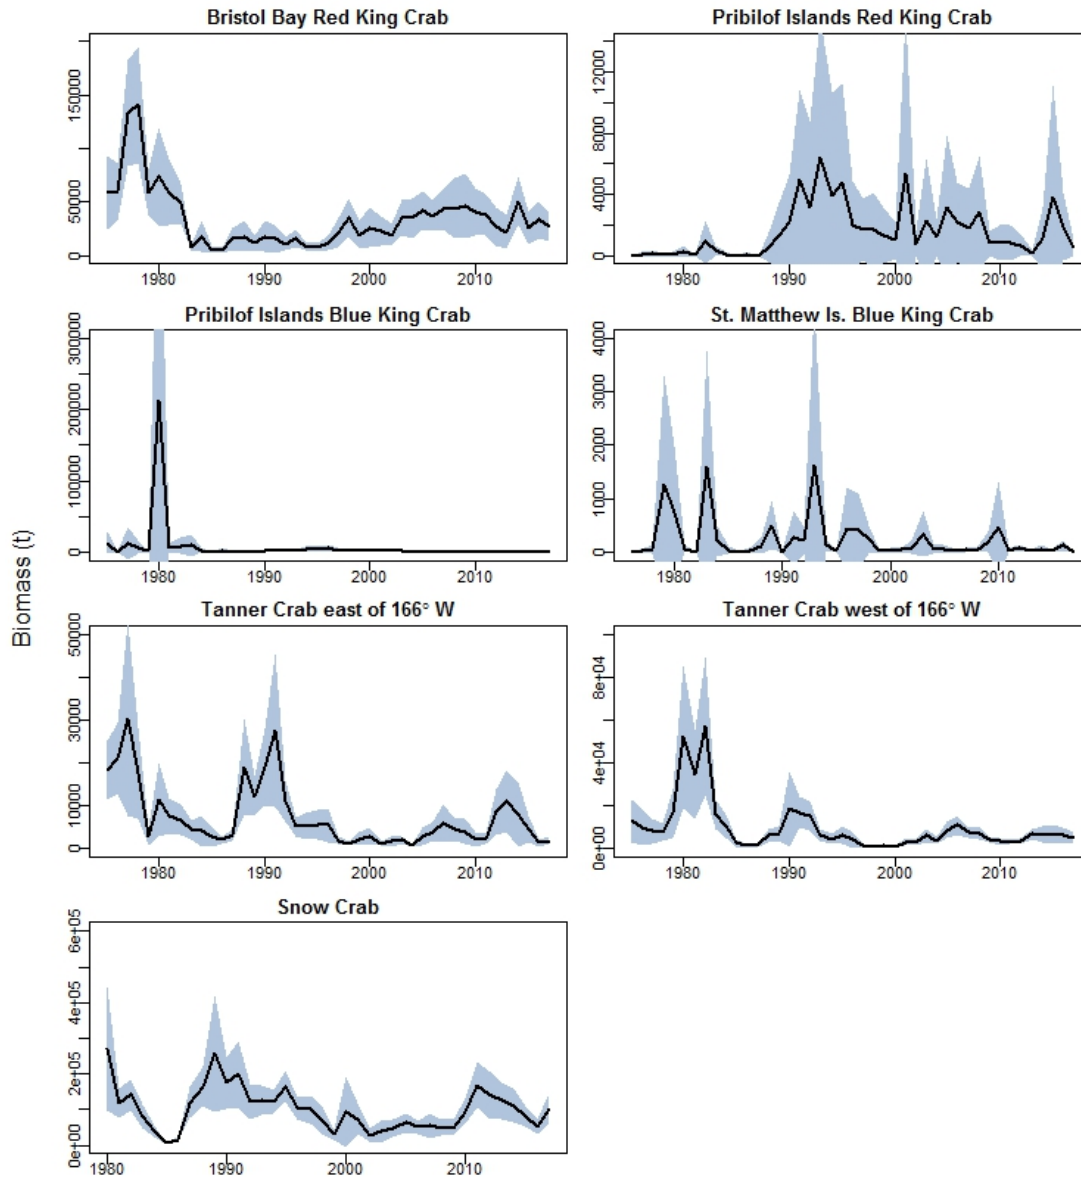 Biomass (t)
Bristol Bay Red King Crab
150000
50000
0
1980 1990 2000 2010
Pribilof Islands Red King Crab
12000
8000
4000
0
1980 1990 2000 2010
Pribilof Islands Blue King Crab
300000
200000
100000
0
1980 1990 2000 2010
St. Matthew Is. Blue King Crab
4000
3000
2000
1000
0
1980 1990 2000 2010
Tanner Crab east of 166° W
50000
30000
10000
0
1980 1990 2000 2010
Tanner Crab west of 166° W
8e+04
4e+04
0e+00
1980 1990 2000 2010
Snow Crab
6e+05
4e+05
2e+05
0e+00
1980 1990 2000 2010